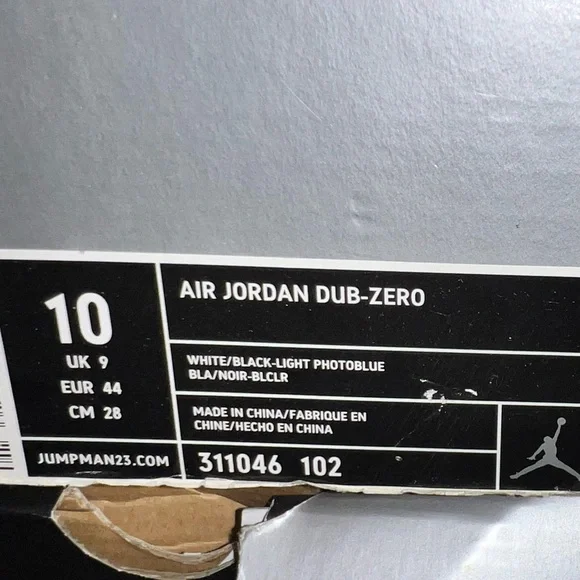 10
UK 9
EUR 44
CM 28
JUMPMAN23.COM
AIR JORDAN DUB-ZERO
WHITE/BLACK-LIGHT PHOTOBLUE
BLA/NOIR-BLCLR
MADE IN CHINA/FABRIQUE EN
CHINE/HECHO EN CHINA
311046 102